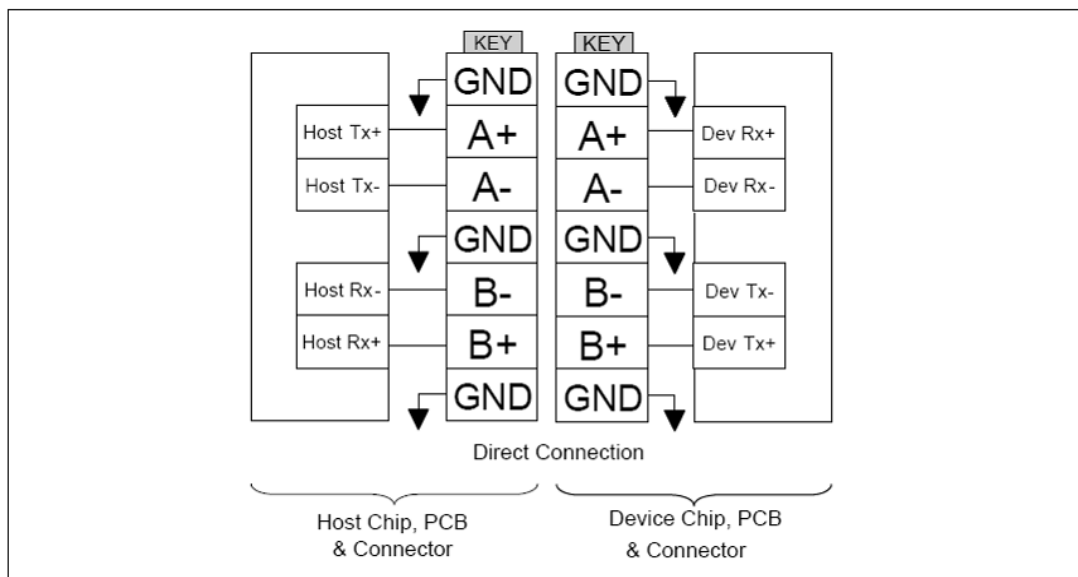 KEY KEY
GND GND
Host Tx+ A+ A+ Dev Rx+
Host Tx- A- A- Dev Rx-
GND GND
Host Rx- B- B- Dev Tx-
Host Rx+ B+ B+ Dev Tx+
GND GND
Direct Connection
Host Chip, PCB
& Connector
Device Chip, PCB
& Connector